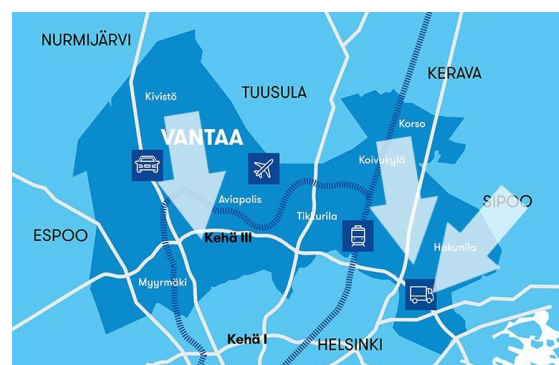 NURMIJÄRVI
KERAVA
TUUSULA
Kivistö
Korso
VANTAA
Koivukylä
Aviapolis
SIPOO
Tikkurila
ESPOO
Kehä III
Hakunila
Myyrmäki
Kehä I
HELSINKI